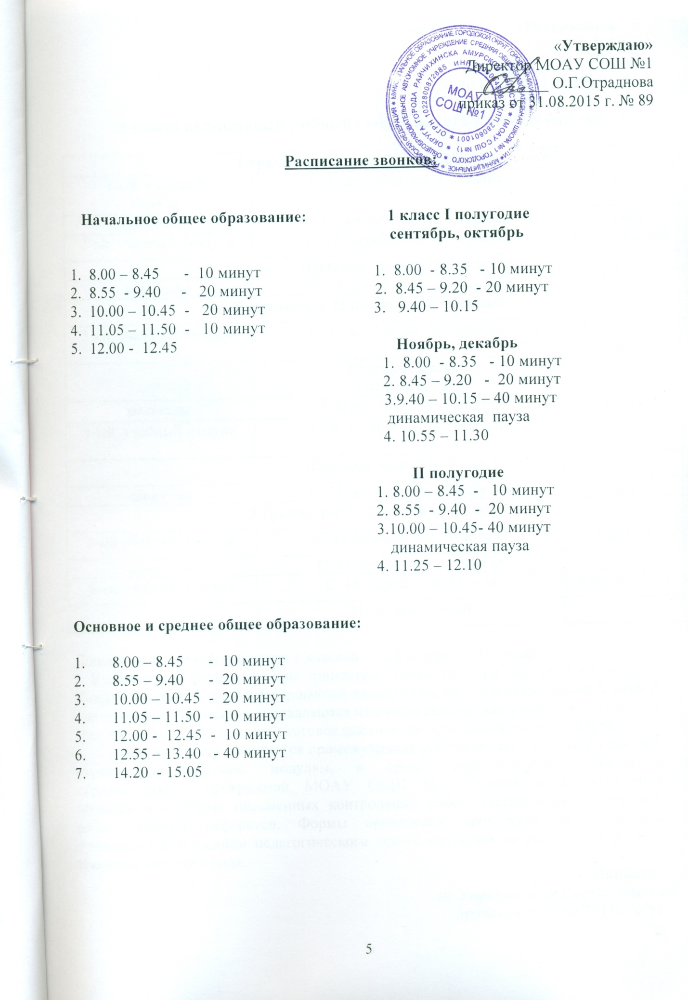 «Утверждаю»
Директор МОАУ СОШ №1
О.Г.Отраднова
приказ от 31.08.2015 г. № 89
МОАУ
СОШ №1
Расписание звонков:
Начальное общее образование:
1. 8.00 – 8.45 - 10 минут
2. 8.55 - 9.40 - 20 минут
3. 10.00 – 10.45 - 20 минут
4. 11.05 – 11.50 - 10 минут
5. 12.00 - 12.45
1 класс I полугодие
сентябрь, октябрь
1. 8.00 - 8.35 - 10 минут
2. 8.45 – 9.20 - 20 минут
3. 9.40 – 10.15
Ноябрь, декабрь
1. 8.00 - 8.35 - 10 минут
2. 8.45 – 9.20 - 20 минут
3.9.40 – 10.15 – 40 минут
динамическая пауза
4. 10.55 – 11.30
II полугодие
1. 8.00 – 8.45 - 10 минут
2. 8.55 - 9.40 - 20 минут
3.10.00 – 10.45- 40 минут
динамическая пауза
4. 11.25 – 12.10
Основное и среднее общее образование:
1. 8.00 – 8.45 - 10 минут
2. 8.55 – 9.40 - 20 минут
3. 10.00 – 10.45 - 20 минут
4. 11.05 – 11.50 - 10 минут
5. 12.00 - 12.45 - 10 минут
6. 12.55 – 13.40 - 40 минут
7. 14.20 - 15.05
5